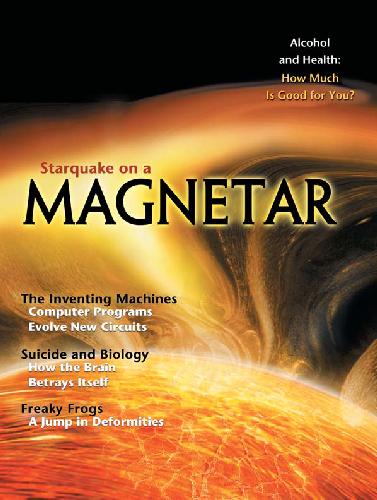 Alcohol
and Health:
How Much
Is Good for You?
Starquake on a
MAGNETAR
The Inventing Machines
Computer Programs
Evolve New Circuits
Suicide and Biology
How the Brain
Betrays Itself
Freaky Frogs
A Jump in Deformities